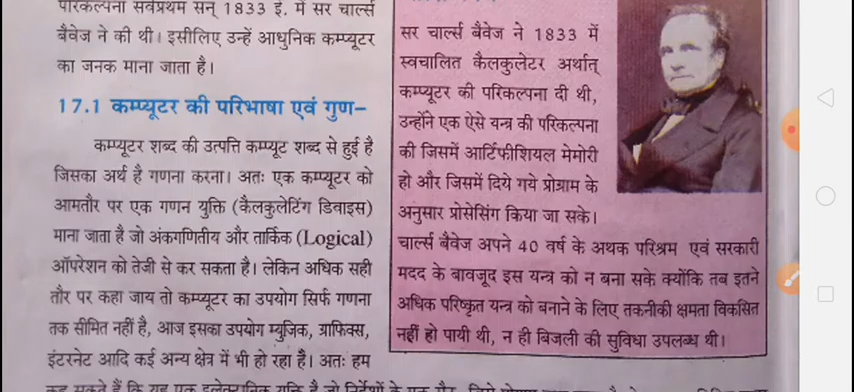 परिकल्पना सर्वप्रथम सन् 1833 ई. में सर चार्ल्स
बैवेज ने की थी। इसीलिए उन्हें आधुनिक कम्प्यूटर
का जनक माना जाता है।
17.1 कम्प्यूटर की परिभाषा एवं गुण–
कम्प्यूटर शब्द की उत्पत्ति कम्प्यूट शब्द से हुई है
जिसका अर्थ है गणना करना। अतः एक कम्प्यूटर को
आमतौर पर एक गणन युक्ति (कैलकुलेटिंग डिवाइस)
माना जाता है जो अंकगणितीय और तार्किक (Logical)
ऑपरेशन को तेजी से कर सकता है। लेकिन अधिक सही
तौर पर कहा जाय तो कम्प्यूटर का उपयोग सिर्फ गणना
तक सीमित नहीं है, आज इसका उपयोग म्युजिक, ग्राफिक्स,
इंटरनेट आदि कई अन्य क्षेत्र में भी हो रहा है। अतः हम
कह सकते हैं कि यह एक इलेक्ट्रानिक युक्ति है जो निर्देशों के
सर चार्ल्स बैवेज ने 1833 में
स्वचालित कैलकुलेटर अर्थात्
कम्प्यूटर की परिकल्पना दी थी,
उन्होंने एक ऐसे यन्त्र की परिकल्पना
की जिसमें आर्टिफीशियल मेमोरी
हो और जिसमें दिये गये प्रोग्राम के
अनुसार प्रोसेसिंग किया जा सके।
चार्ल्स बैवेज अपने 40 वर्ष के अथक परिश्रम एवं सरकारी
मदद के बावजूद इस यन्त्र को न बना सके क्योंकि तब इतने
अधिक परिष्कृत यन्त्र को बनाने के लिए तकनीकी क्षमता विकसित
नहीं हो पायी थी, न ही बिजली की सुविधा उपलब्ध थी।